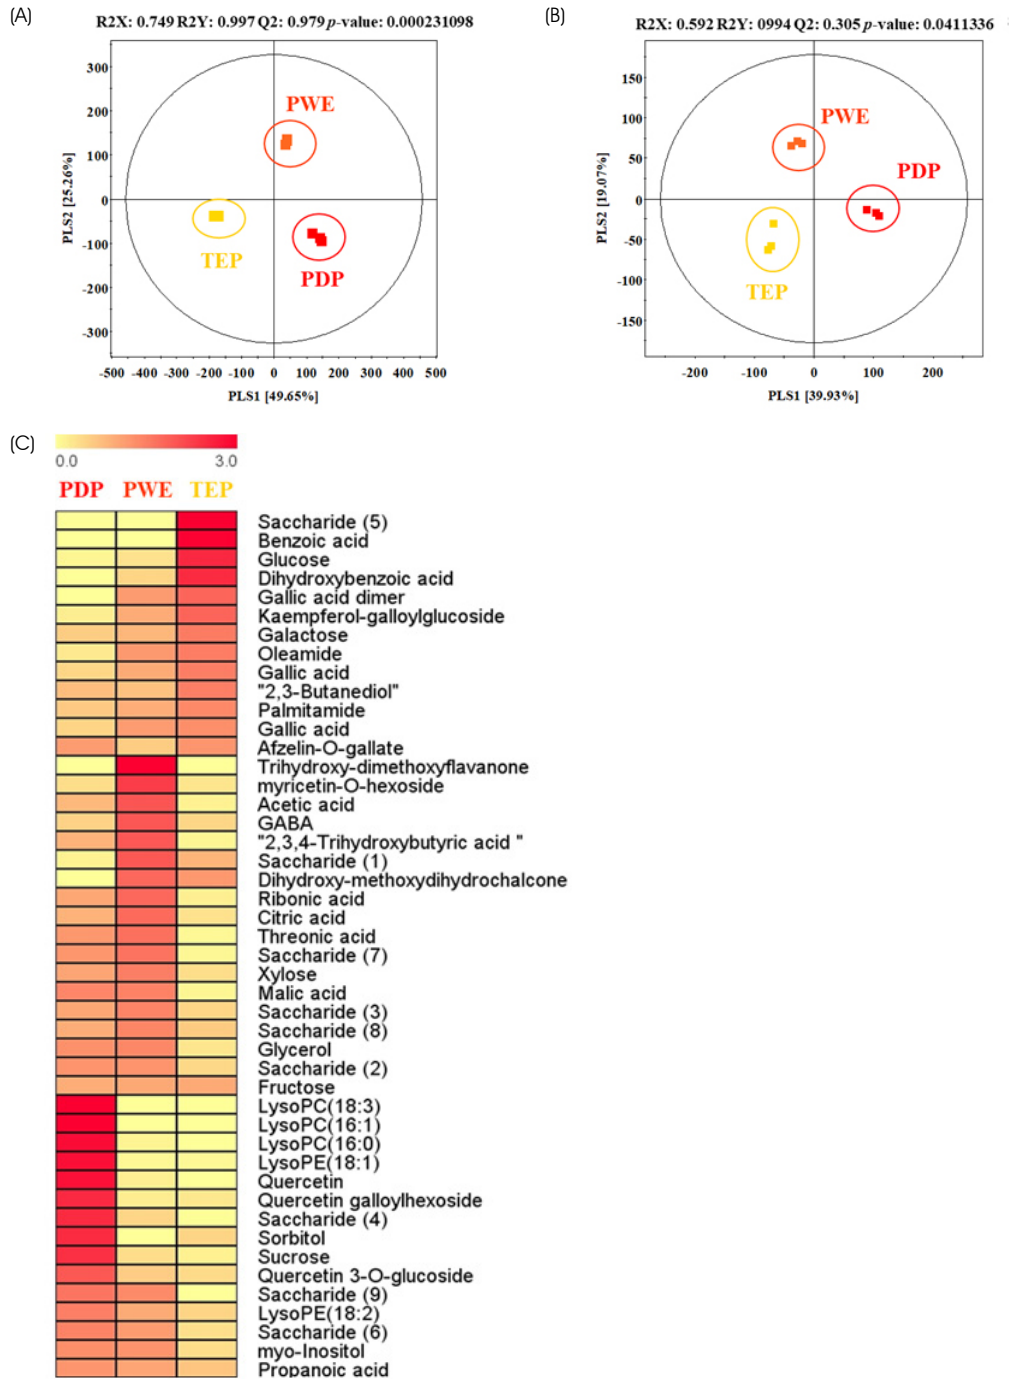 (A)
R2X: 0.749 R2Y: 0.997 Q2: 0.979 p-value: 0.000231098
300
200
100
0
-100
-200
-300
PLS2 [25.26%]
PWE
TEP
PDP
-500 -400 -300 -200 -100 0 100 200 300 400 500
PLS1 [49.65%]
(B)
R2X: 0.592 R2Y: 0994 Q2: 0.305 p-value: 0.0411336
150
100
50
0
-50
-100
-150
PLS2 [19.07%]
PWE
PDP
TEP
-200 -100 0 100 200
PLS1 [39.93%]
(C)
0.0 3.0
PDP PWE TEP
Saccharide (5)
Benzoic acid
Glucose
Dihydroxybenzoic acid
Gallic acid dimer
Kaempferol-galloylglucoside
Galactose
Oleamide
Gallic acid
"2,3-Butanediol"
Palmitamide
Gallic acid
Afzelin-O-gallate
Trihydroxy-dimethoxyflavanone
myricetin-O-hexoside
Acetic acid
GABA
"2,3,4-Trihydroxybutyric acid "
Saccharide (1)
Dihydroxy-methoxydihydrochalcone
Ribonic acid
Citric acid
Threonic acid
Saccharide (7)
Xylose
Malic acid
Saccharide (3)
Saccharide (8)
Glycerol
Saccharide (2)
Fructose
LysoPC(18:3)
LysoPC(16:1)
LysoPC(16:0)
LysoPE(18:1)
Quercetin
Quercetin galloylhexoside
Saccharide (4)
Sorbitol
Sucrose
Quercetin 3-O-glucoside
Saccharide (9)
LysoPE(18:2)
Saccharide (6)
myo-Inositol
Propanoic acid